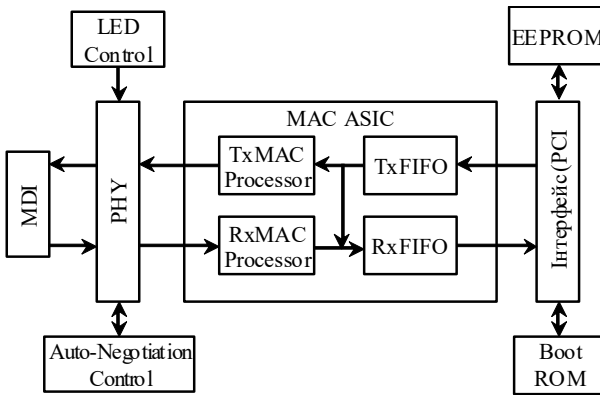 LED
Control
EEPROM
MAC ASIC
TxMAC
Processor
TxFIFO
MDI
PHY
RxMAC
Processor
RxFIFO
Інтерфейс (PCI
Auto-Negotiation
Control
Boot
ROM